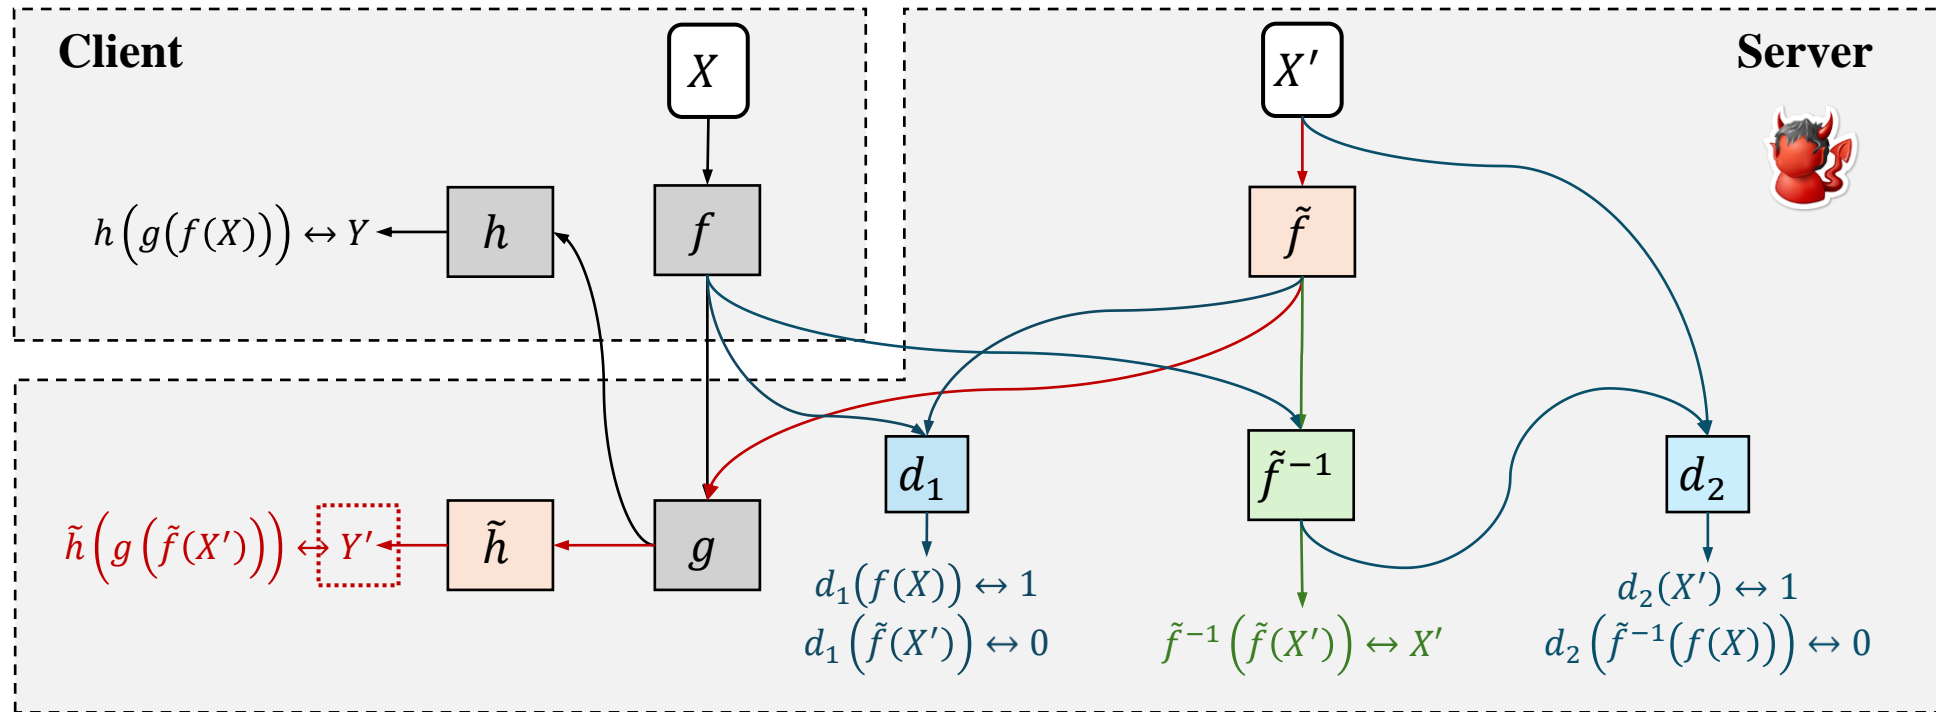 Client
X
X′
Server
h(g(f(X))) ↔ Y
h
f
f̃
d₁
f̃⁻¹
d₂
h̃(g(f̃(X′))) ↔ Y′
h̃
g
d₁(f(X)) ↔ 1
d₁(f̃(X′)) ↔ 0
f̃⁻¹(f̃(X′)) ↔ X′
d₂(X′) ↔ 1
d₂(f̃⁻¹(f(X))) ↔ 0